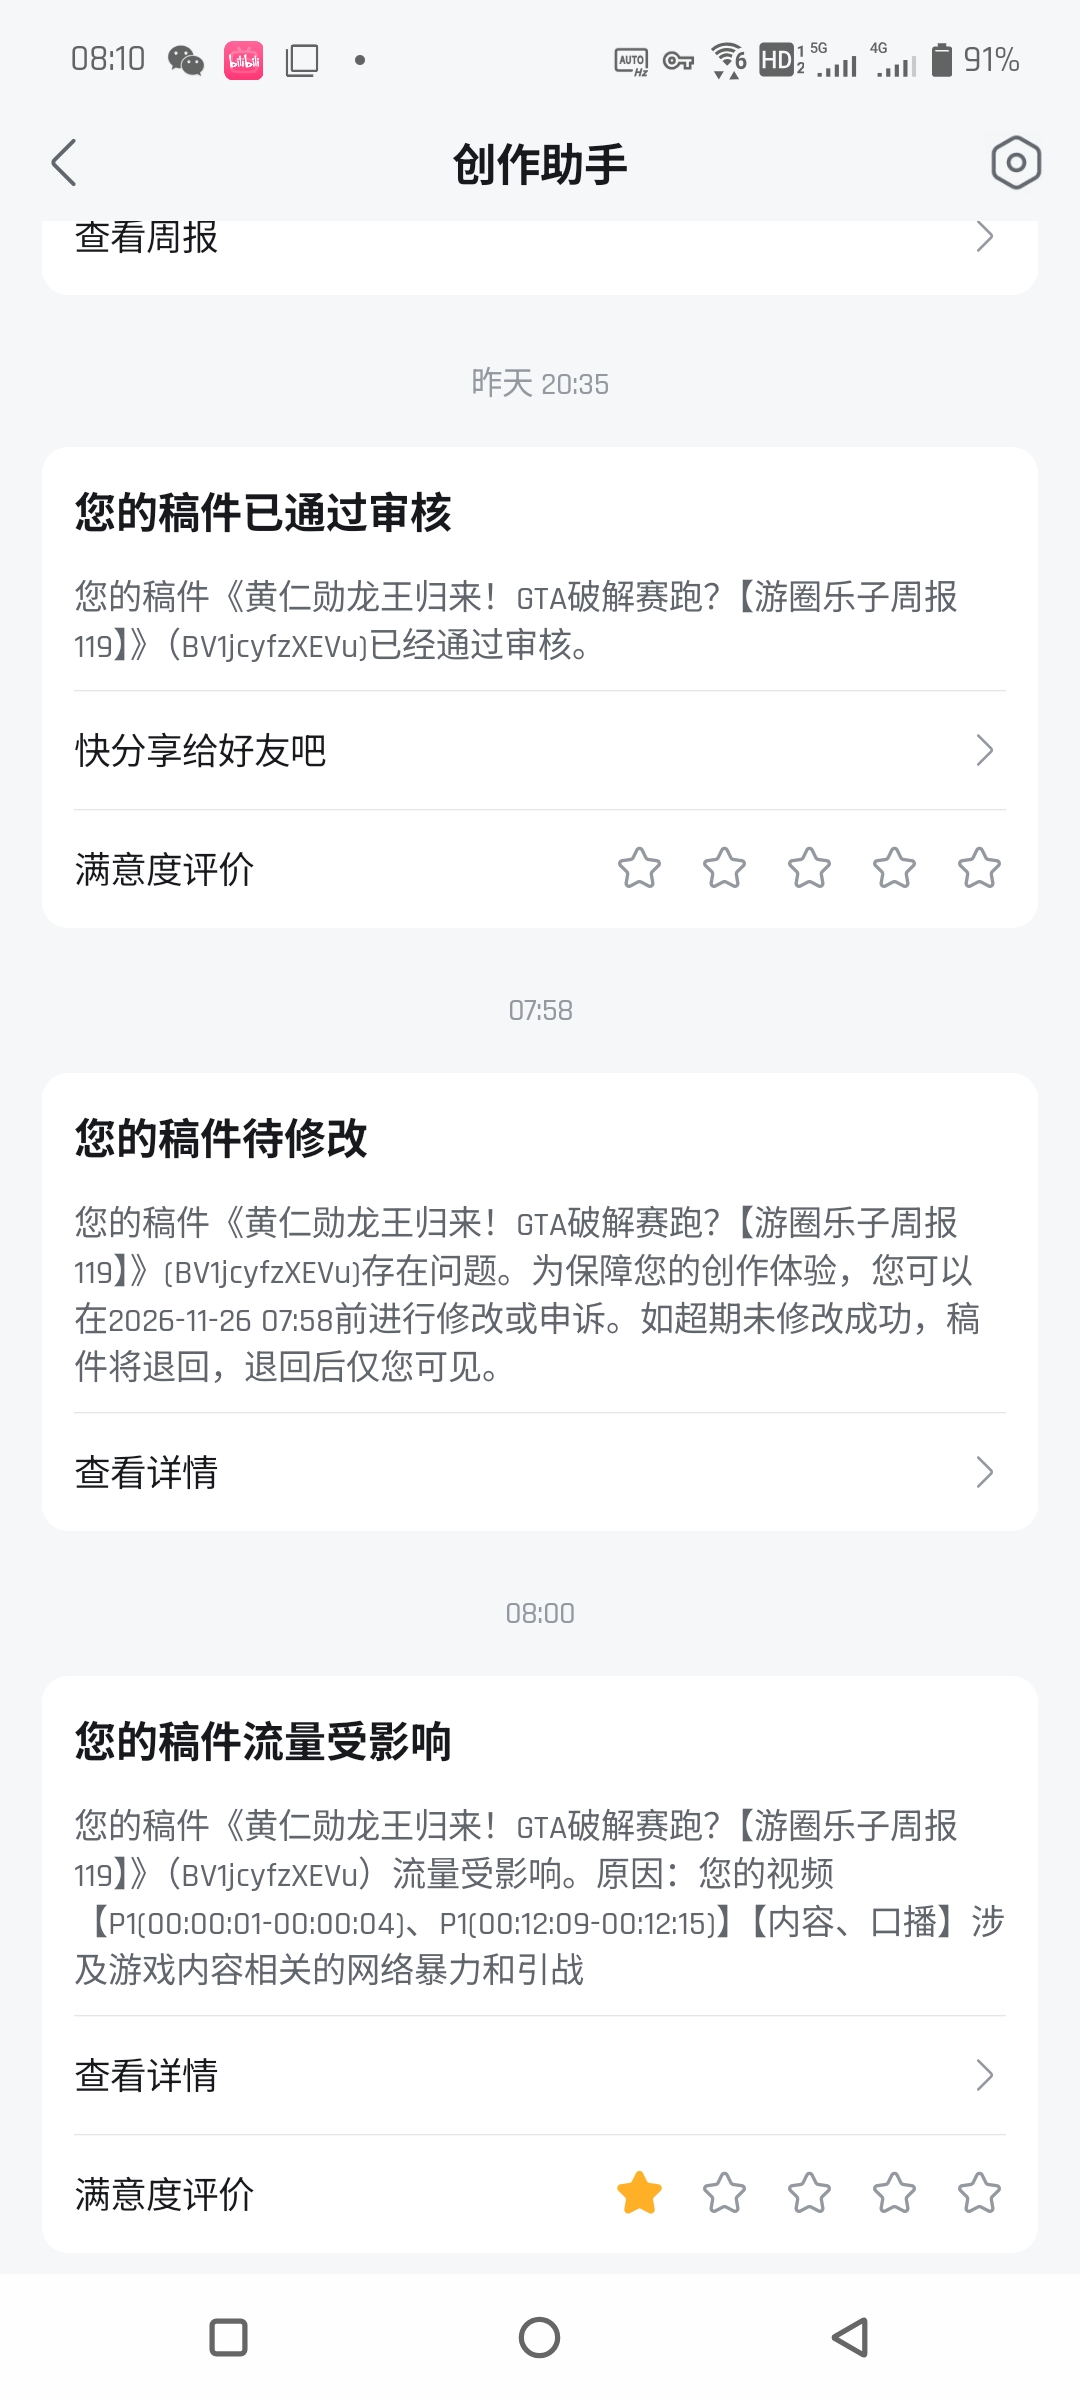 08:10
bilibili
AUTO Hz
6
HD 1 2
5G
4G
91%
创作助手
查看周报
昨天 20:35
您的稿件已通过审核
您的稿件《黄仁勋龙王归来！GTA破解赛跑？【游圈乐子周报
119】》（BV1jcyfzXEVu)已经通过审核。
快分享给好友吧
满意度评价
07:58
您的稿件待修改
您的稿件《黄仁勋龙王归来！GTA破解赛跑？【游圈乐子周报
119】》(BV1jcyfzXEVu)存在问题。为保障您的创作体验，您可以
在2026-11-26 07:58前进行修改或申诉。如超期未修改成功，稿
件将退回，退回后仅您可见。
查看详情
08:00
您的稿件流量受影响
您的稿件《黄仁勋龙王归来！GTA破解赛跑？【游圈乐子周报
119】》（BV1jcyfzXEVu）流量受影响。原因：您的视频
【P1(00:00:01-00:00:04)、P1(00:12:09-00:12:15)】【内容、口播】涉
及游戏内容相关的网络暴力和引战
查看详情
满意度评价